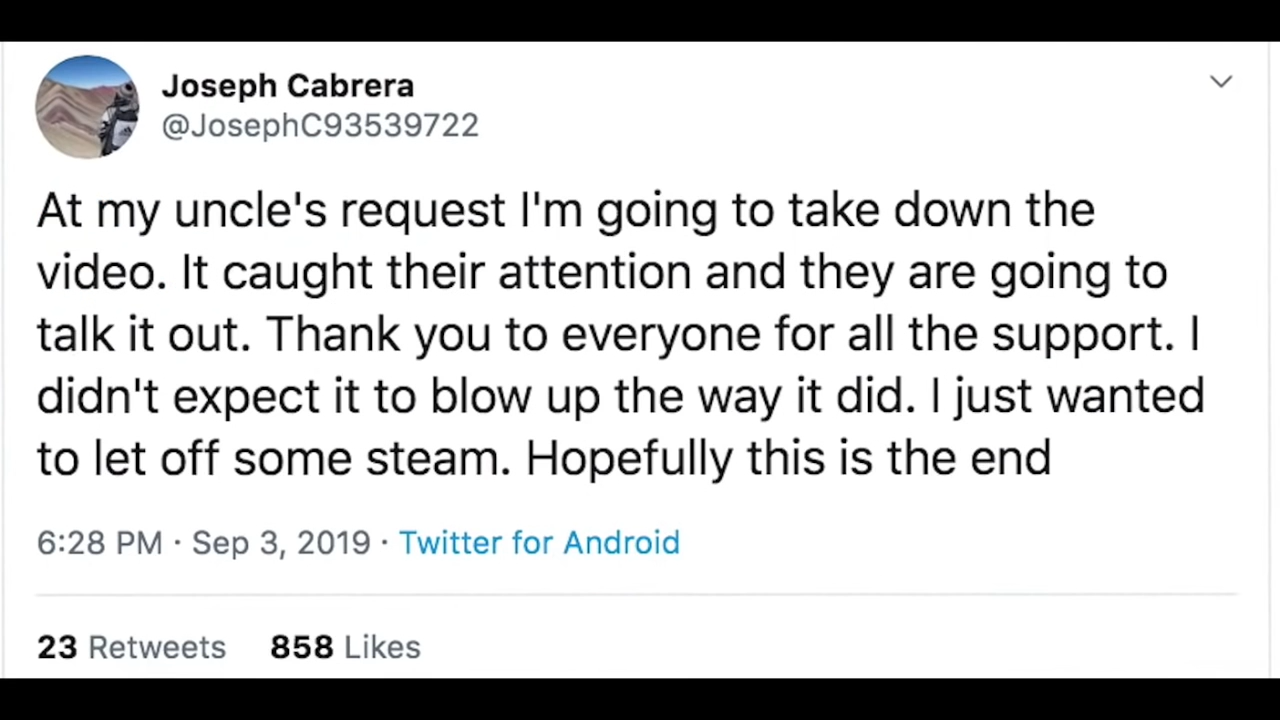 Joseph Cabrera
@JosephC93539722
At my uncle's request I'm going to take down the
video. It caught their attention and they are going to
talk it out. Thank you to everyone for all the support. I
didn't expect it to blow up the way it did. I just wanted
to let off some steam. Hopefully this is the end
6:28 PM · Sep 3, 2019 · Twitter for Android
23 Retweets 858 Likes